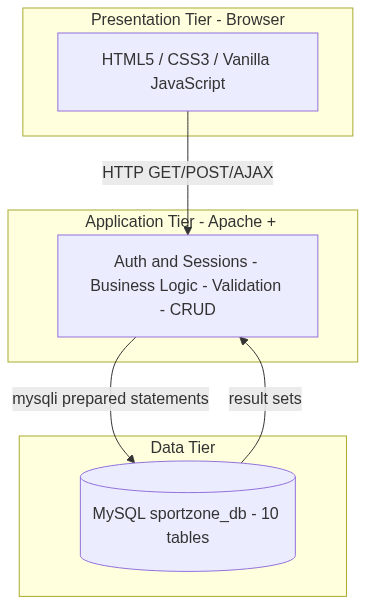 Presentation Tier - Browser
HTML5 / CSS3 / Vanilla
JavaScript
HTTP GET/POST/AJAX
Application Tier - Apache +
Auth and Sessions -
Business Logic - Validation
- CRUD
mysqli prepared statements
result sets
Data Tier
MySQL sportzone_db - 10
tables